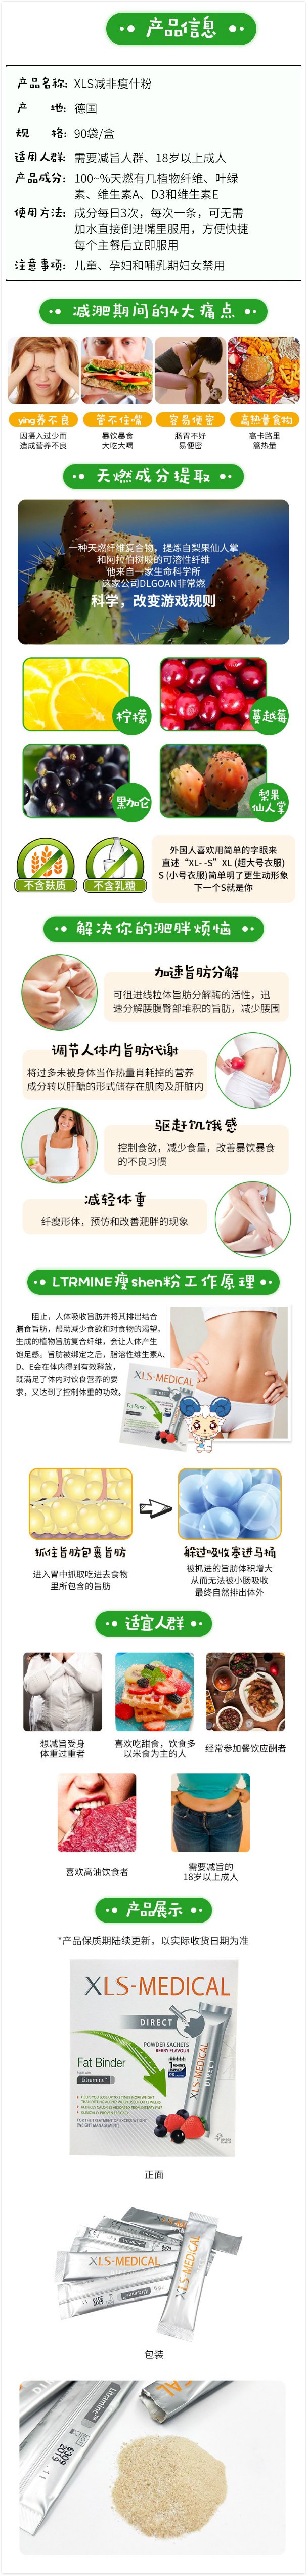 产品信息
产品名称: XLS减非瘦什粉
产 地: 德国
规 格: 90袋/盒
适用人群: 需要减旨人群、18岁以上成人
产品成分: 100~%天燃有几植物纤维、叶绿
素、维生素A、D3和维生素E
使用方法: 成分每日3次，每次一条，可无需
加水直接倒进嘴里服用，方便快捷
每个主餐后立即服用
注意事项: 儿童、孕妇和哺乳期妇女禁用
减淝期间的4大痛点
ying养不良
管不住嘴
容易便密
高热量食物
因摄入过少而
造成营养不良
暴饮暴食
大吃大喝
肠胃不好
易便密
高卡路里
篙热量
天燃成分提取
一种天燃纤维复合物，提炼自梨果仙人掌
和阿拉伯树胶的可溶性纤维
他来自一家生命科学所
这家公司DLGOAN非常燃
科学，改变游戏规则
柠檬
蔓越莓
黑加仑
梨果
仙人掌
不含麸质
不含乳糖
外国人喜欢用简单的字眼来
直述“XL- -S”XL (超大号衣服)
S (小号衣服)简单明了更生动形象
下一个S就是你
解决你的淝胖烦恼
加速旨肪分解
可徂进线粒体旨肪分解酶的活性，迅
速分解腰腹臀部堆积的旨肪，减少腰围
调节人体内旨肪代谢
将过多未被身体当作热量肖耗掉的营养
成分转以肝醣的形式储存在肌肉及肝脏内
驱赶饥饿感
控制食欲，减少食量，改善暴饮暴食
的不良习惯
减轻体重
纤瘦形体，预仿和改善淝胖的现象
LTRMINE瘦shen粉工作原理
阻止，人体吸收旨肪并将其排出结合
膳食旨肪，帮助减少食欲和对食物的渴望。
生成的植物旨肪复合纤维，会让人体产生
饱足感。旨肪被绑定之后，脂溶性维生素A、
D、E会在体内得到有效释放，
既满足了体内对饮食营养的要
求，又达到了控制体重的功效。
XLS-MEDICAL
Fat Binder
抓住旨肪包裹旨肪
躲过吸收塞进马桶
进入胃中抓取吃进去食物
里所包含的旨肪
被抓进的旨肪体积增大
从而无法被小肠吸收
最终自然排出体外
适宜人群
想减旨受身
体重过重者
喜欢吃甜食，饮食多
以米食为主的人
经常参加餐饮应酬者
喜欢高油饮食者
需要减旨的
18岁以上成人
产品展示
*产品保质期陆续更新，以实际收货日期为准
XLS-MEDICAL
DIRECT
POWDER SACHETS
BERRY FLAVOUR
Fat Binder
Litramine™
XLS-MEDICAL
DIRECT
正面
XLS-MEDICAL
XLS-MEDICAL
包装
Litramine™